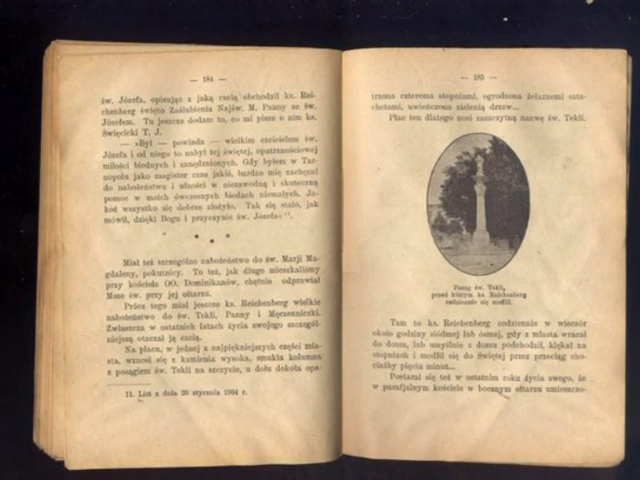 — 184 —
św. Józefa, opisując z jaką czcią obchodził ks. Rei-
chenberg święto Zaślubienia Najśw. M. Panny ze św.
Józefem. Tu jeszcze dodam to, co mi pisze o nim ks.
Święcicki T. J.
— »Był — powiada — wielkim czcicielem św.
Józefa i od niego to nabył tej świętej, opatrznościowej
miłości biednych i zaopuszczonych. Gdy byłem w Tar-
nopolu jako magister czas jakiś, bardzo mię zachęcał
do nabożeństwa i ufności w niezawodną i skuteczną
pomoc w moich ówczesnych biedach niemałych. Ja-
koś wszystko się dobrze złożyło. Tak się stało, jak
mówił, dzięki Bogu i przyczynie św. Józefa« ¹¹.
* * *
Miał też szczególne nabożeństwo do św. Marji Ma-
gdaleny, pokutnicy. To też, jak długo mieszkaliśmy
przy kościele OO. Dominikanów, chętnie odprawiał
Msze św. przy jej ołtarzu.
Prócz tego miał jeszcze ks. Reichenberg wielkie
nabożeństwo do św. Tekli, Panny i Męczenniczki.
Zwłaszcza w ostatnich latach życia swojego szczegól-
niejszą otaczał ją czcią.
Na placu, w jednej z najpiękniejszych części mia-
sta, wznosi się z kamienia wysoka, smukła kolumna
z posągiem św. Tekli na szczycie, u dołu dokoła opa-
11. List z dnia 20 stycznia 1904 r.
— 185 —
trzona czterema stopniami, ogrodzona żelaznemi szta-
chetami, uwieńczona zielenią drzew...
Plac ten dlatego nosi zaszczytną nazwę św. Tekli.
Posąg św. Tekli,
przed którym ks. Reichenberg
codziennie się modlił.
Tam to ks. Reichenberg codziennie w wieczór
około godziny siódmej lub ósmej, gdy z miasta wracał
do domu, lub umyślnie z domu podchodził, klękał na
stopniach i modlił się do Świętej przez przeciąg cho-
ciażby pięciu minut...
Postarał się też w ostatnim roku życia swego, że
w parafjalnym kościele w bocznym ołtarzu umieszczo-